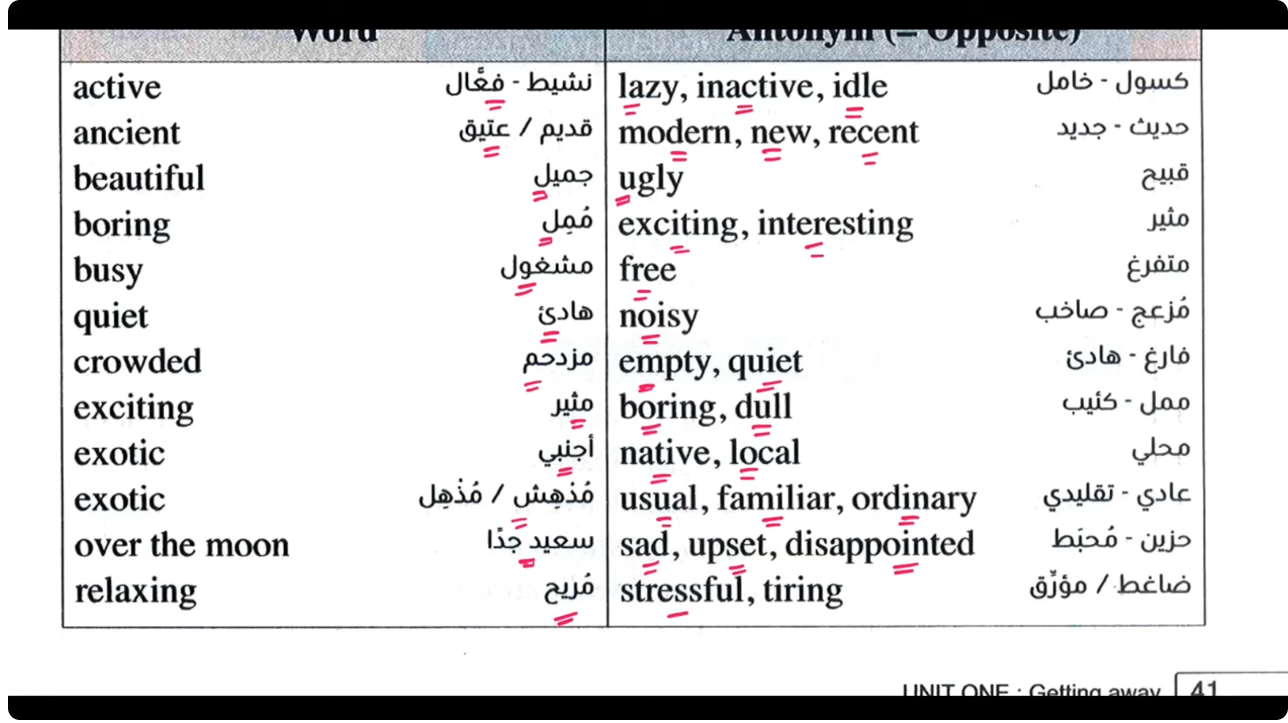 Word Antonym (= Opposite)
active نشيط - فعَّال lazy, inactive, idle كسول - خامل
ancient قديم / عتيق modern, new, recent حديث - جديد
beautiful جميل ugly قبيح
boring مُمِل exciting, interesting مثير
busy مشغول free متفرغ
quiet هادئ noisy مُزعج - صاخب
crowded مزدحم empty, quiet فارغ - هادئ
exciting مثير boring, dull ممل - كئيب
exotic أجنبي native, local محلي
exotic مُذهِش / مُذْهِل usual, familiar, ordinary عادي - تقليدي
over the moon سعيد جدًا sad, upset, disappointed حزين - مُحبَط
relaxing مُريح stressful, tiring ضاغط / مؤرِّق
UNIT ONE : Getting away 41